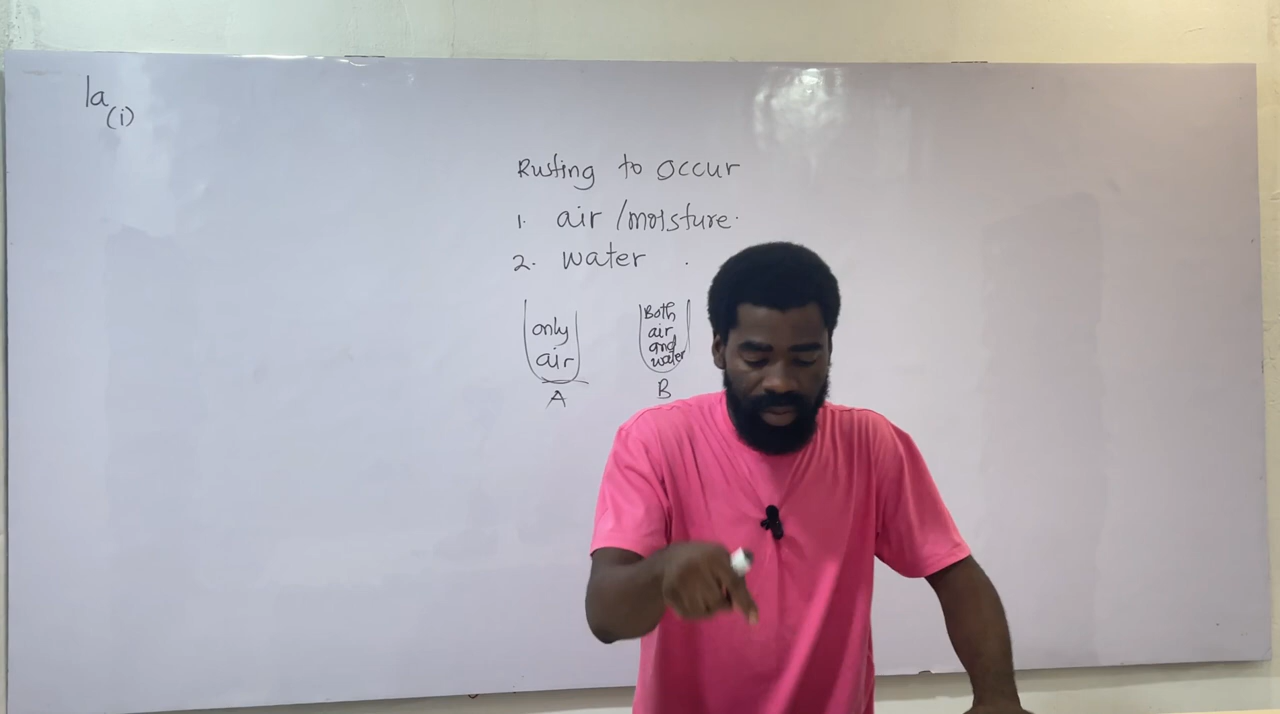 1a
(i)
Rusting to occur
1. air/moisture.
2. water.
only
air
A
Both
air
and
water
B